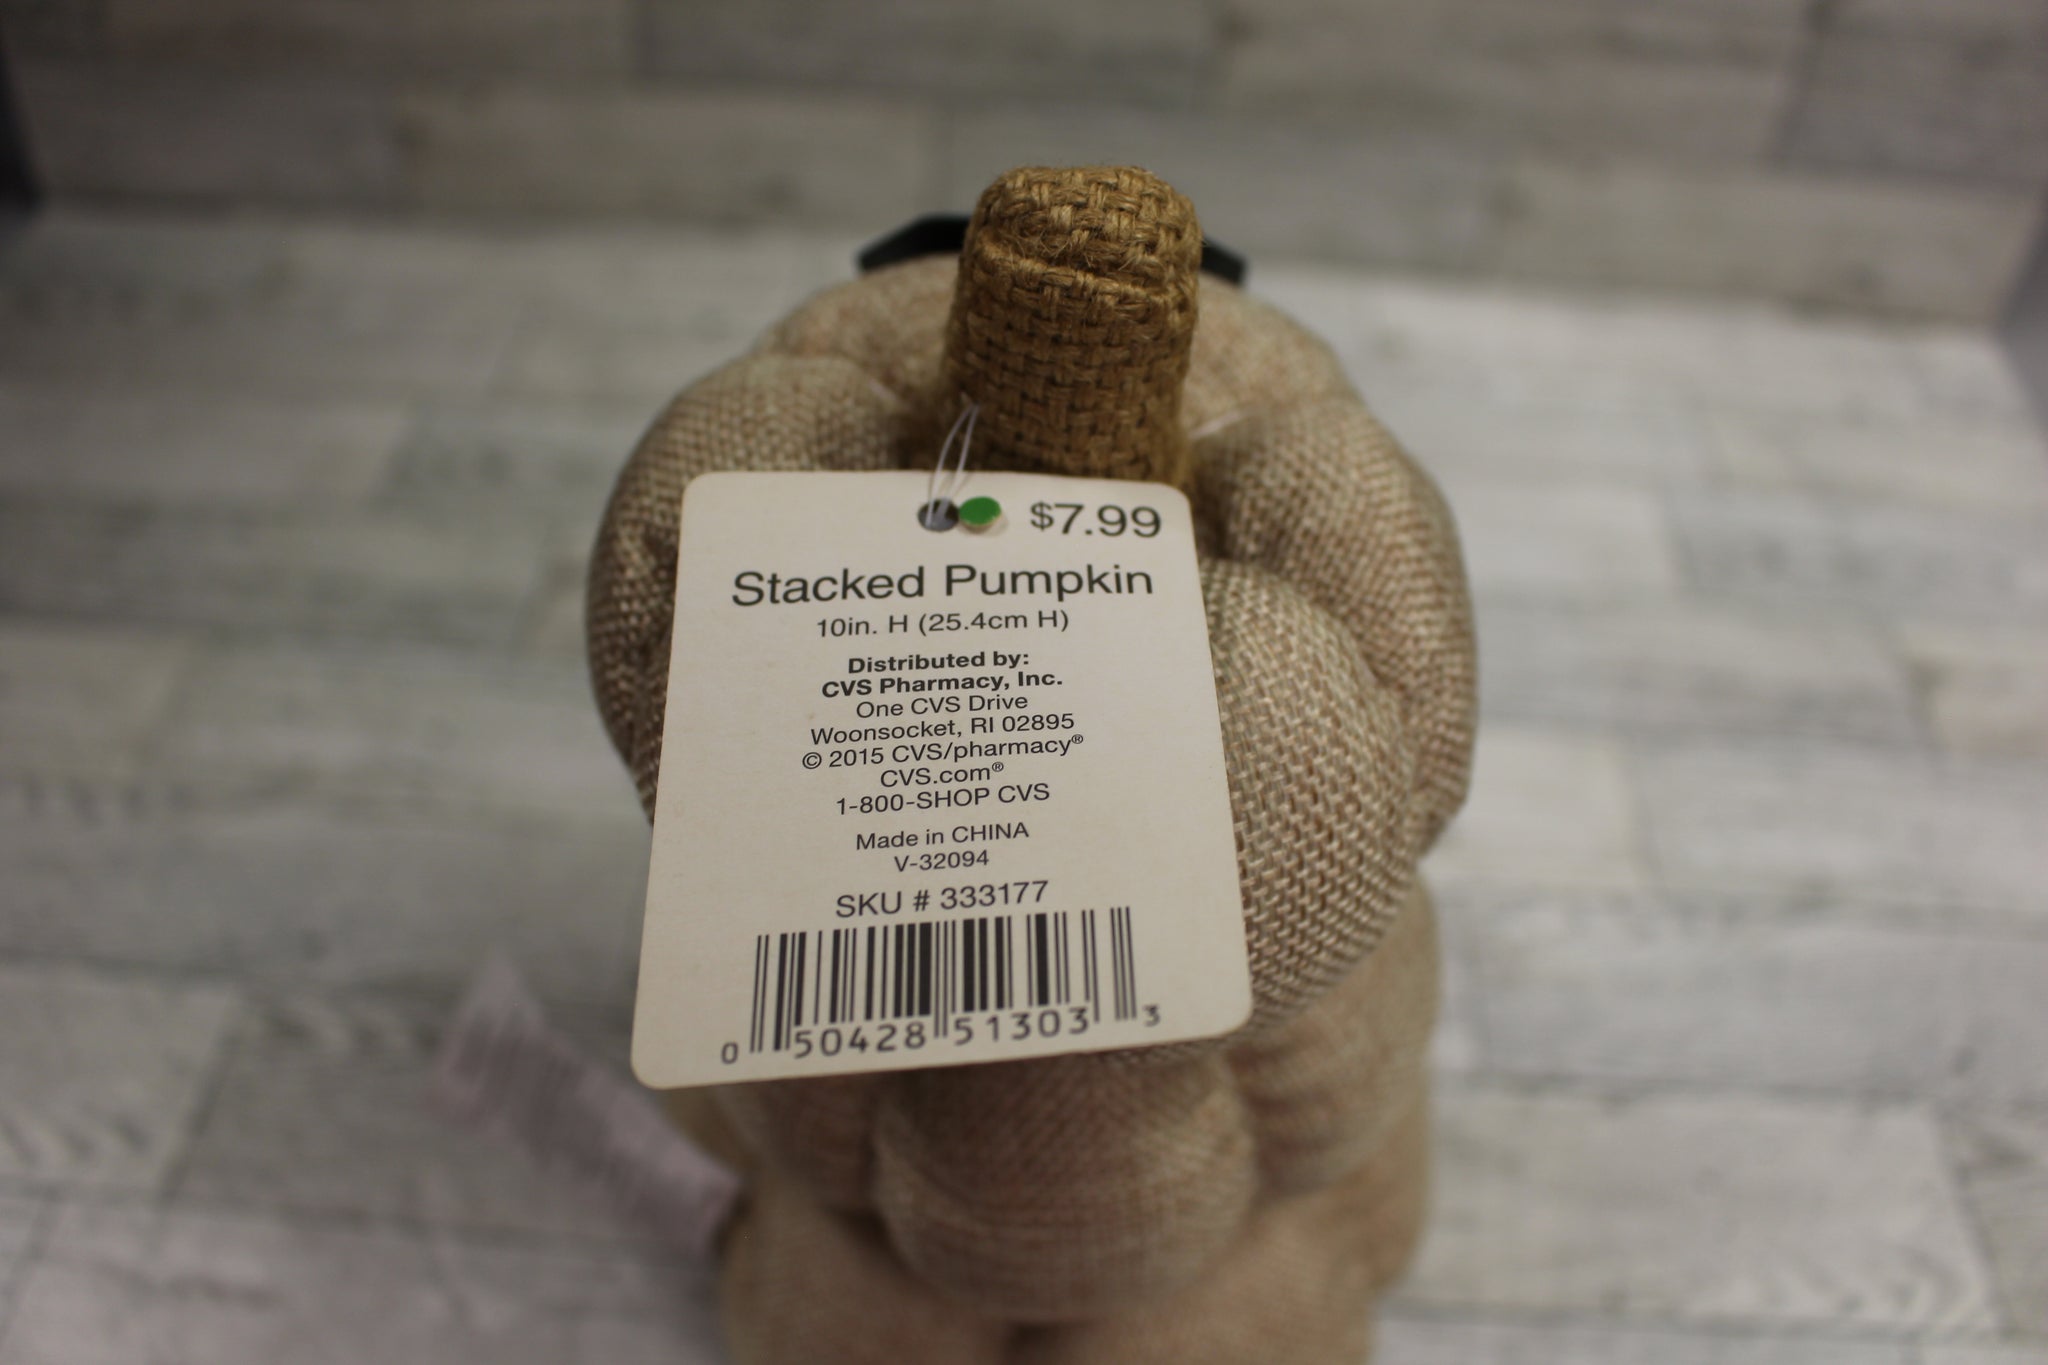 $7.99
Stacked Pumpkin
10in. H (25.4cm H)
Distributed by:
CVS Pharmacy, Inc.
One CVS Drive
Woonsocket, RI 02895
© 2015 CVS/pharmacy®
CVS.com®
1-800-SHOP CVS
Made in CHINA
V-32094
SKU # 333177
0 50428 51303 3